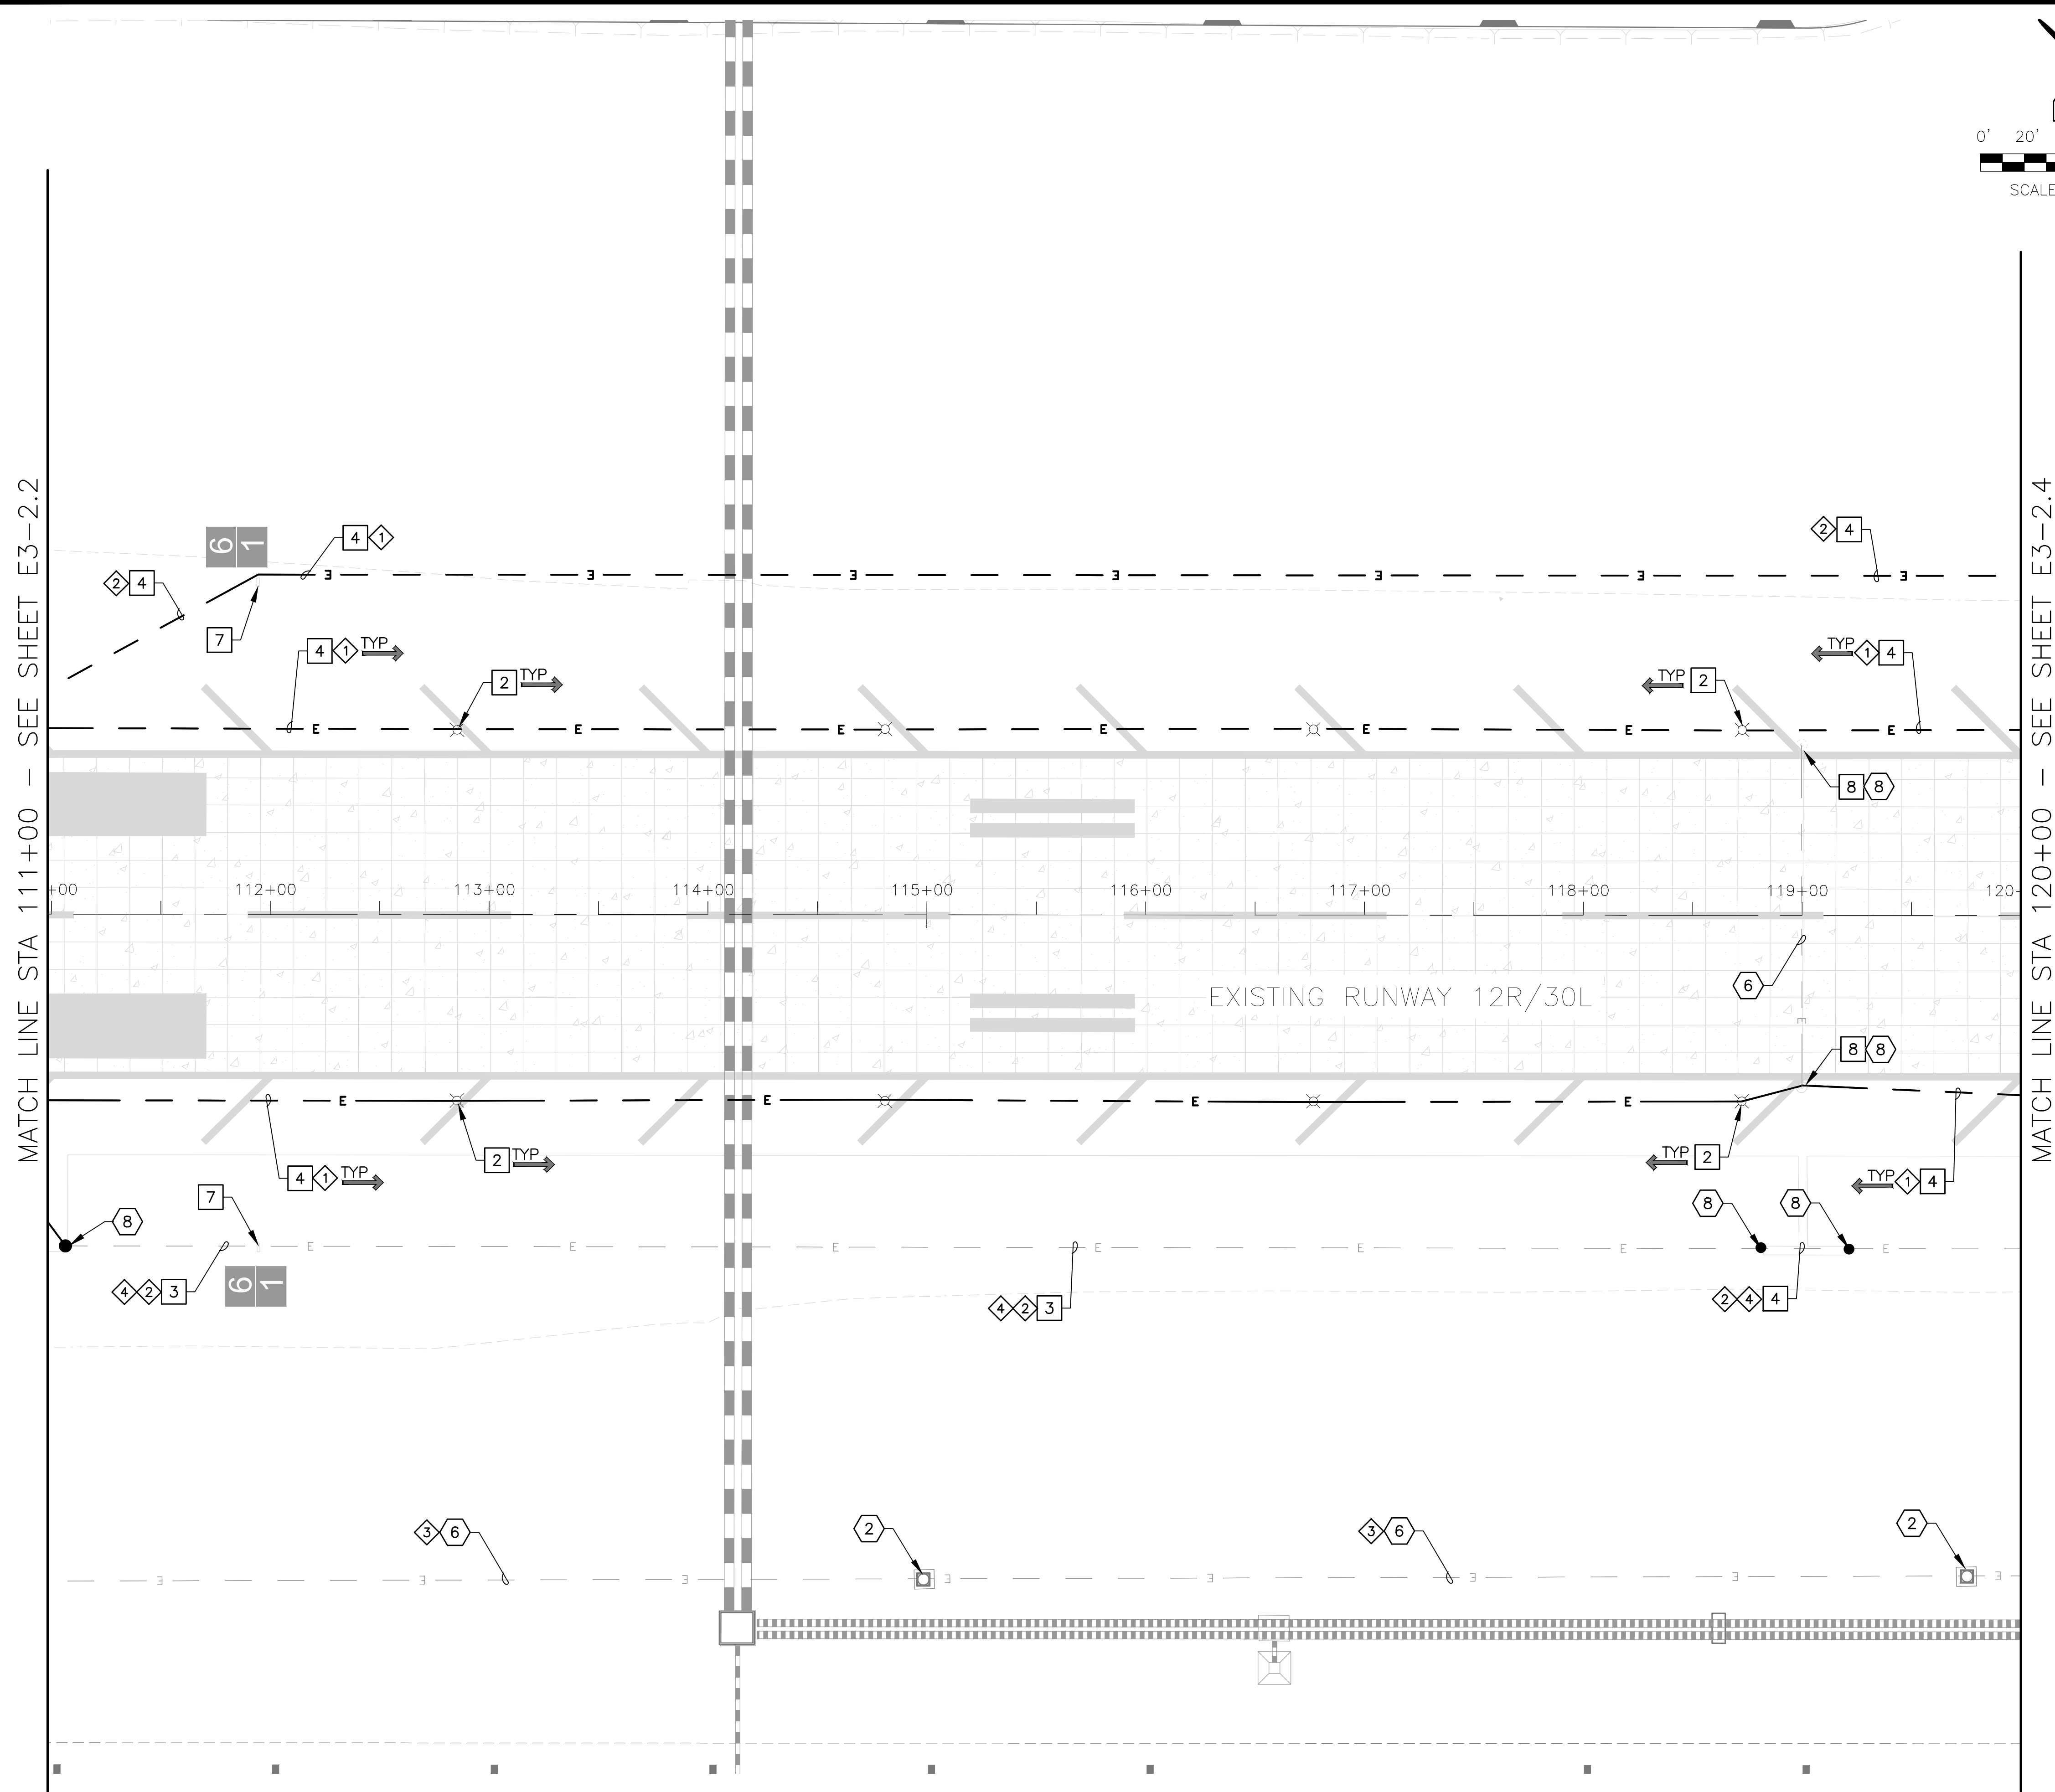 0' 20'
SCALE
MATCH LINE STA 111+00 – SEE SHEET E3–2.2
MATCH LINE STA 120+00 – SEE SHEET E3–2.4
6 1
4 1
2 4
2 4
7
4 1 TYP
2 TYP
TYP 2
TYP 1 4
E E E E E E E
E E E E E E E
8 8
+00 112+00 113+00 114+00 115+00 116+00 117+00 118+00 119+00 120
6
EXISTING RUNWAY 12R/30L
E
8 8
E E E E
4 1 TYP
2 TYP
TYP 2
TYP 1 4
7
8
8
8
E E E E E E E
4 2 3
6 1
4 2 3
2 4 4
3 6
2
3 6
2
E E E E E E E E